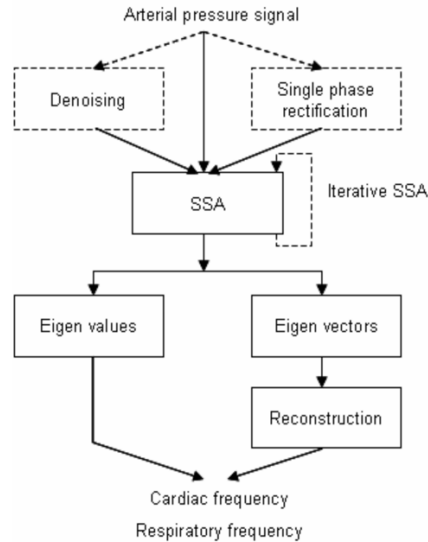 Arterial pressure signal
Denoising
Single phase
rectification
SSA
Iterative SSA
Eigen values
Eigen vectors
Reconstruction
Cardiac frequency
Respiratory frequency